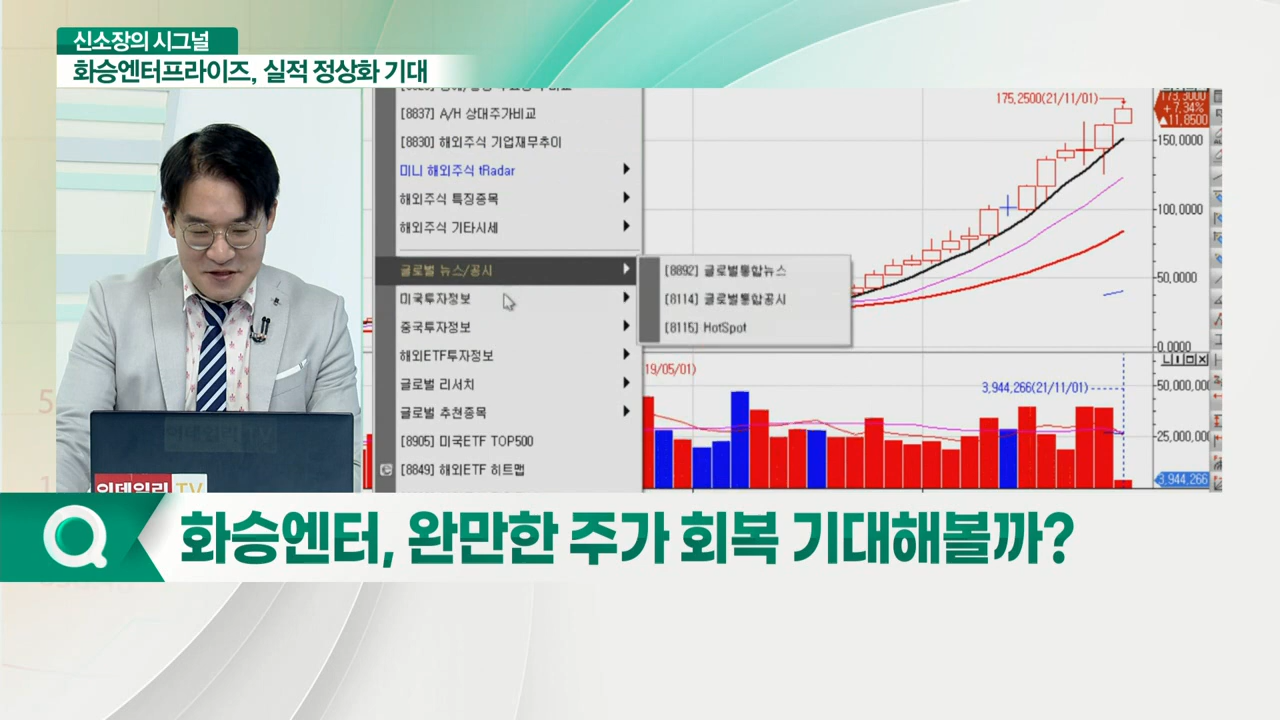 신소장의 시그널
화승엔터프라이즈, 실적 정상화 기대
[8837] A/H 상대주가비교
[8830] 해외주식 기업재무추이
미니 해외주식 tRadar
해외주식 특징종목
해외주식 기타시세
글로벌 뉴스/공시
미국투자정보
중국투자정보
해외ETF투자정보
글로벌 리서치
글로벌 추천종목
[8905] 미국ETF TOP500
[8849] 해외ETF 히트맵
[8892] 글로벌통합뉴스
[8114] 글로벌통합공시
[8115] HotSpot
175,2500(21/11/01)
173,3000
+7,34%
▲11,8500
150,0000
100,0000
50,0000
0,0000
19/05/01)
3,944,266(21/11/01)
50,000,00
25,000,00
3,944,266
이데일리TV
화승엔터, 완만한 주가 회복 기대해볼까?